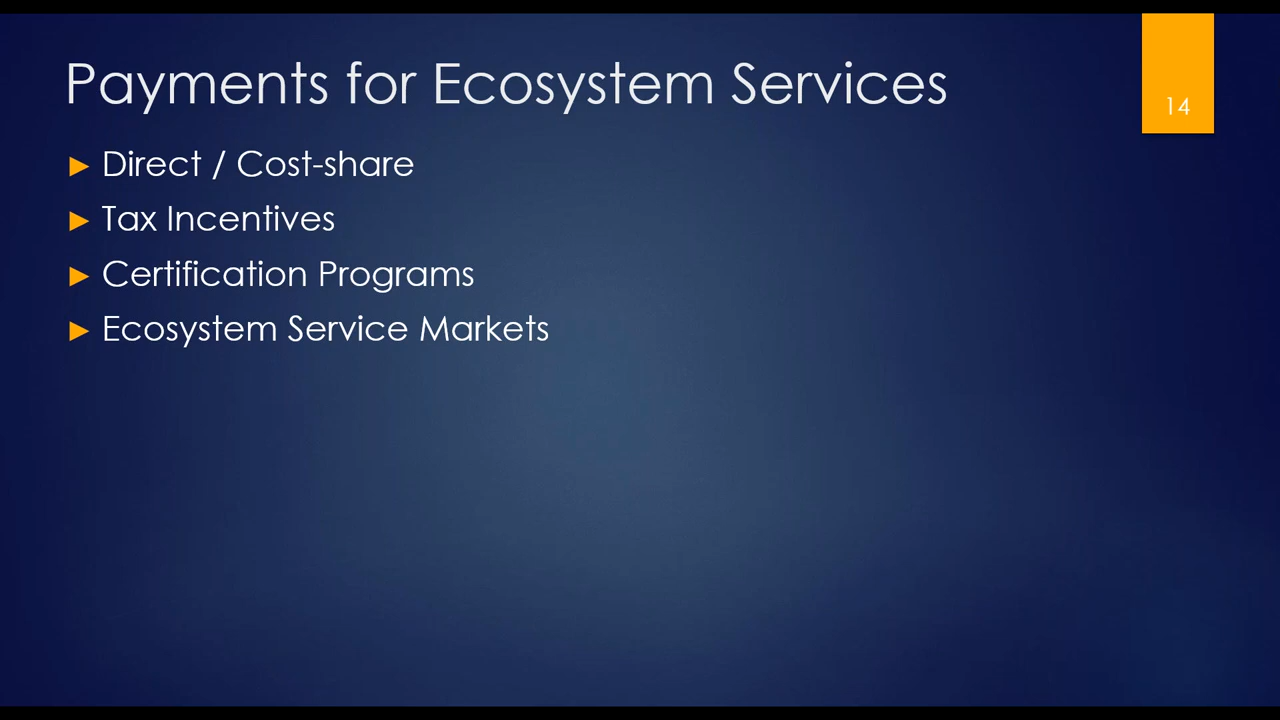 Payments for Ecosystem Services
14
► Direct / Cost-share
► Tax Incentives
► Certification Programs
► Ecosystem Service Markets